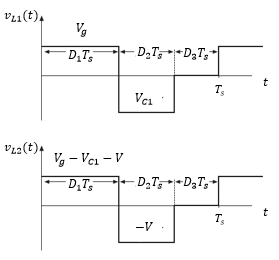 v_{L1}(t)
V_g
D_1T_s D_2T_s D_3T_s
V_{C1}
T_s
t
v_{L2}(t)
V_g − V_{C1} − V
D_1T_s D_2T_s D_3T_s
−V
T_s
t